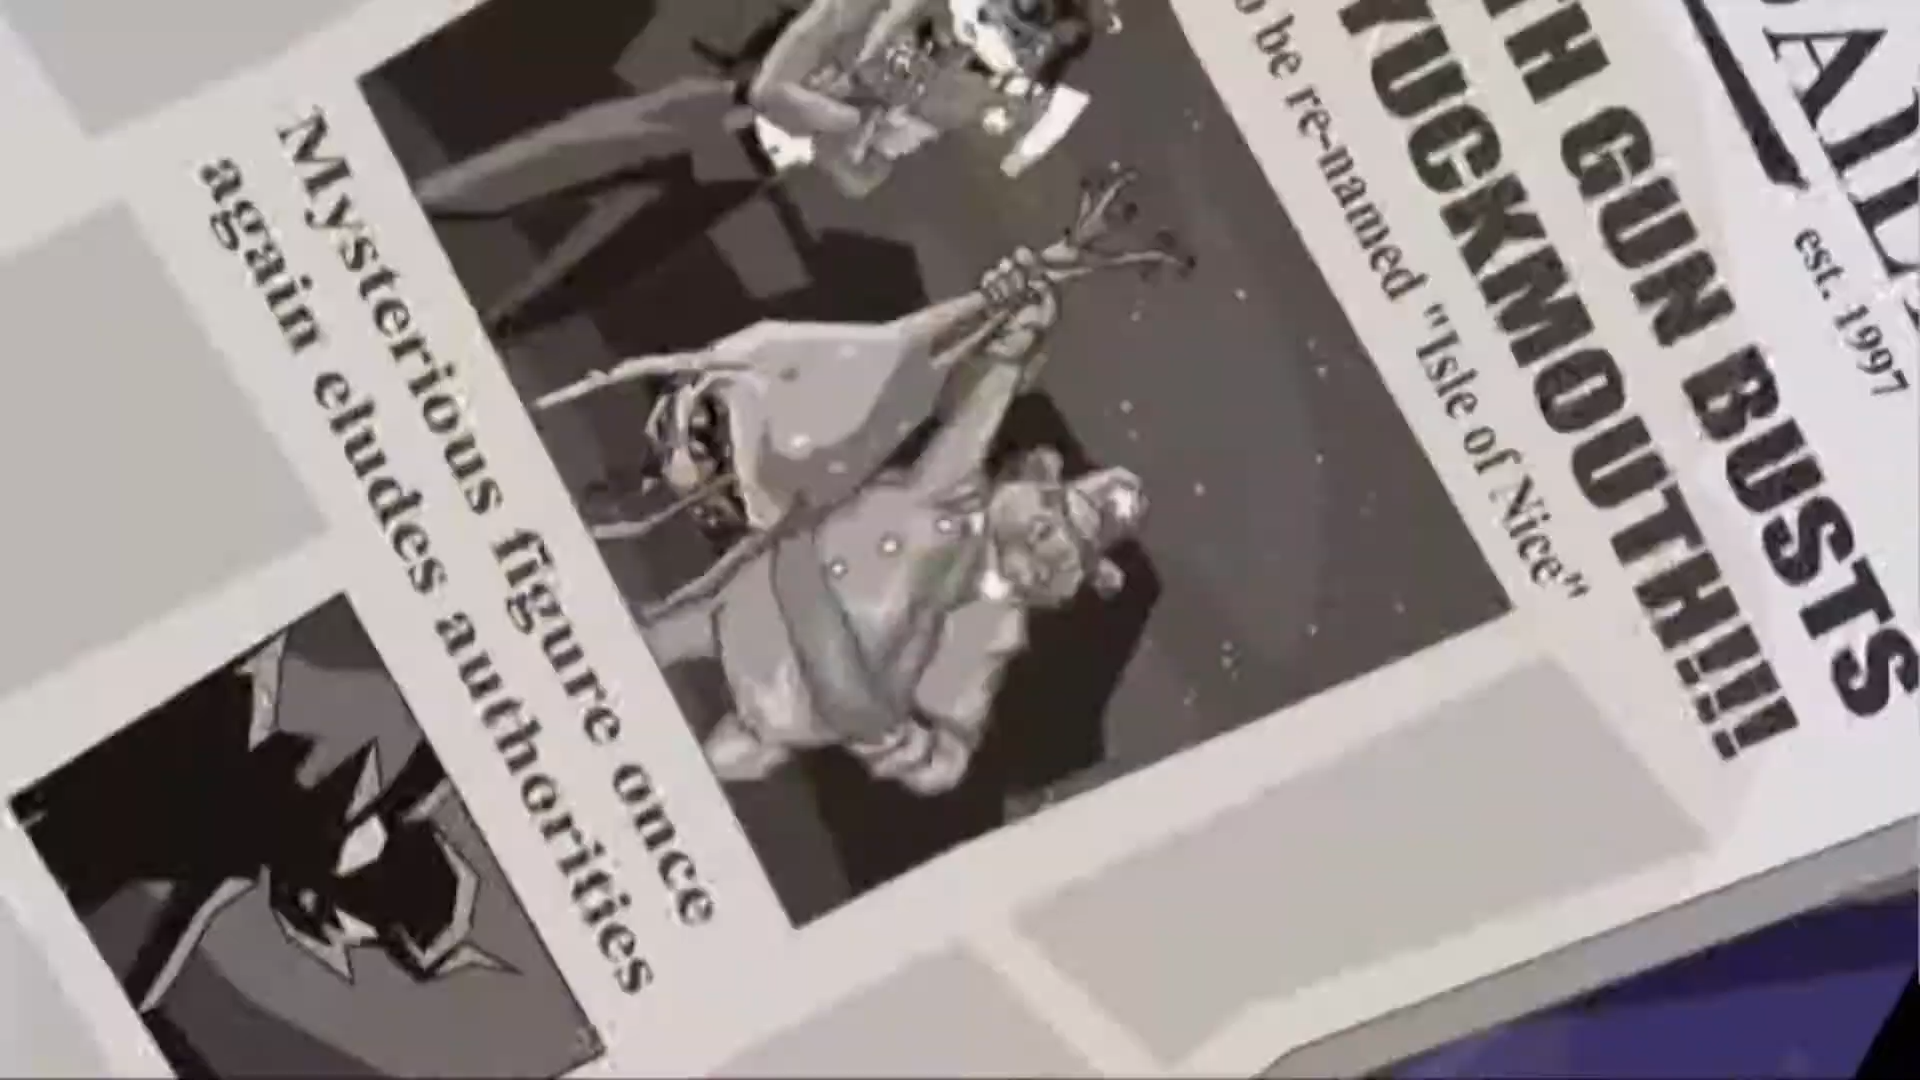 est. 1997
GUN BUSTS
YUCKMOUTH!!!
be re-named "Isle of Nice"
Mysterious figure once
again eludes authorities